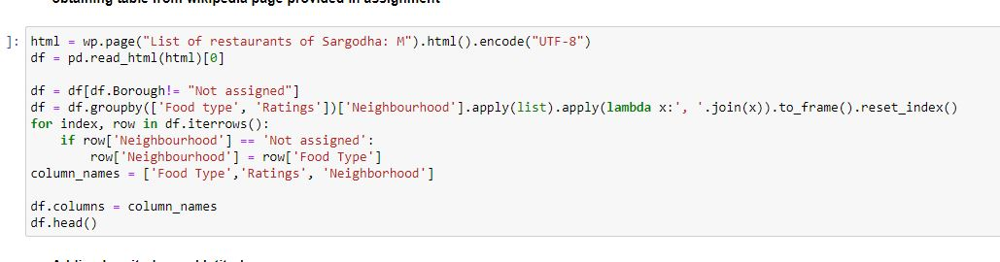 obtaining table from wikipedia page provided in assignment
]: html = wp.page("List of restaurants of Sargodha: M").html().encode("UTF-8")
df = pd.read_html(html)[0]
df = df[df.Borough!= "Not assigned"]
df = df.groupby(['Food type', 'Ratings'])['Neighbourhood'].apply(list).apply(lambda x:', '.join(x)).to_frame().reset_index()
for index, row in df.iterrows():
    if row['Neighbourhood'] == 'Not assigned':
        row['Neighbourhood'] = row['Food Type']
column_names = ['Food Type','Ratings', 'Neighborhood']
df.columns = column_names
df.head()